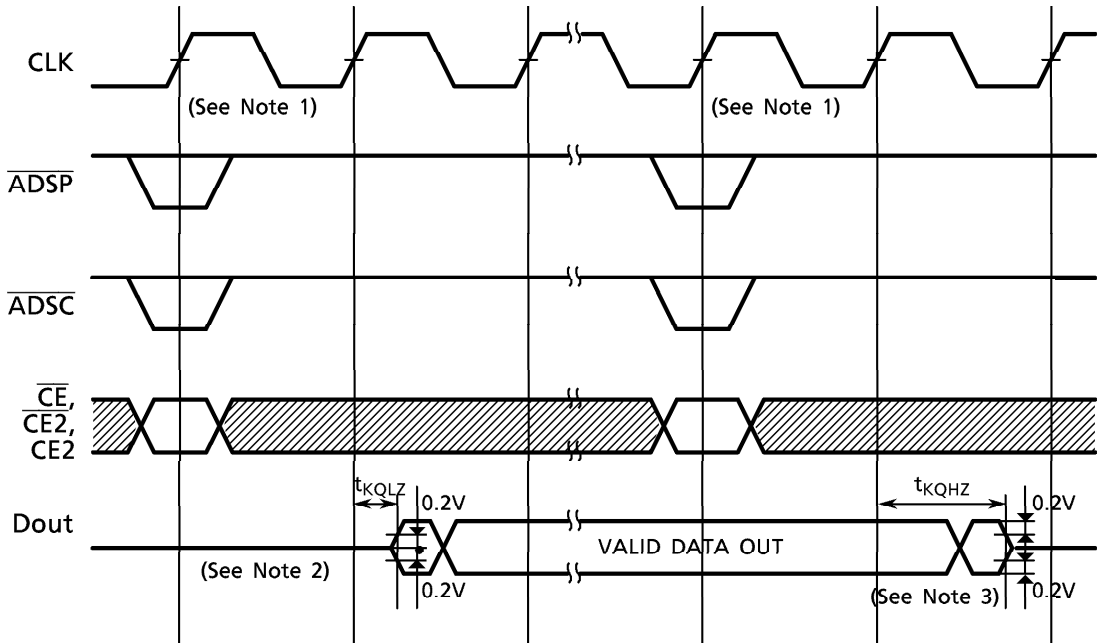 CLK
(See Note 1)
(See Note 1)
ADSP
ADSC
CE,
CE2,
CE2
tKQLZ
0.2V
tKQHZ
0.2V
Dout
VALID DATA OUT
(See Note 2)
0.2V
(See Note 3)
0.2V